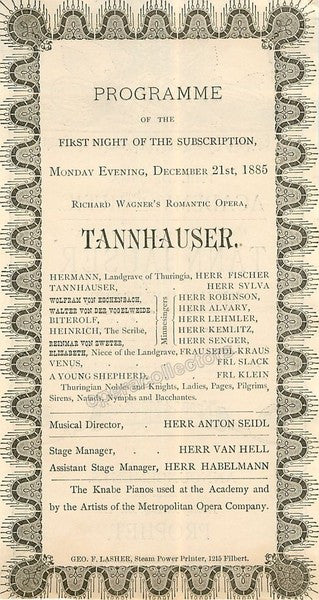 PROGRAMME
OF THE
FIRST NIGHT OF THE SUBSCRIPTION,
MONDAY EVENING, DECEMBER 21st, 1885
RICHARD WAGNER'S ROMANTIC OPERA,
TANNHAUSER.
HERMANN, Landgrave of Thuringia, HERR FISCHER
TANNHAUSER, . . HERR SYLVA
WOLFRAM VON ESCHENBACH, HERR ROBINSON,
WALTER VON DER VOGELWEIDE HERR ALVARY,
BITEROLF, Minnesingers HERR LEHMLER,
HEINRICH, The Scribe, HERR KEMLITZ,
REINMAR VON ZWETER, HERR SENGER,
ELIZABETH, Niece of the Landgrave, FRAU SEIDL-KRAUS
VENUS, . . FRL SLACK
A YOUNG SHEPHERD, . . FRL KLEIN
Thuringian Nobles and Knights, Ladies, Pages, Pilgrims,
Sirens, Naiads, Nymphs and Bacchantes.
Musical Director, . HERR ANTON SEIDL
Stage Manager, . . HERR VAN HELL
Assistant Stage Manager, HERR HABELMANN
The Knabe Pianos used at the Academy and
by the Artists of the Metropolitan Opera Company.
GEO. F. LASHER, Steam Power Printer, 1215 Filbert.